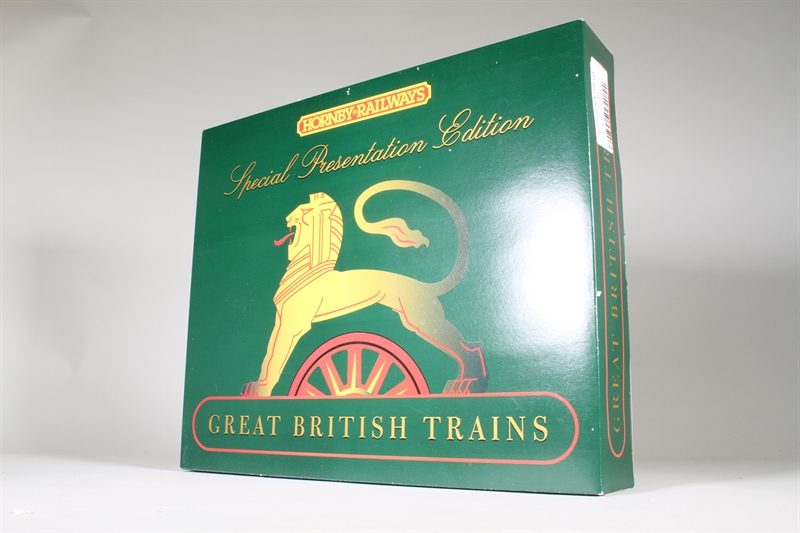 HORNBY RAILWAYS
Special Presentation Edition
GREAT BRITISH TRAINS
GREAT BRITISH TR